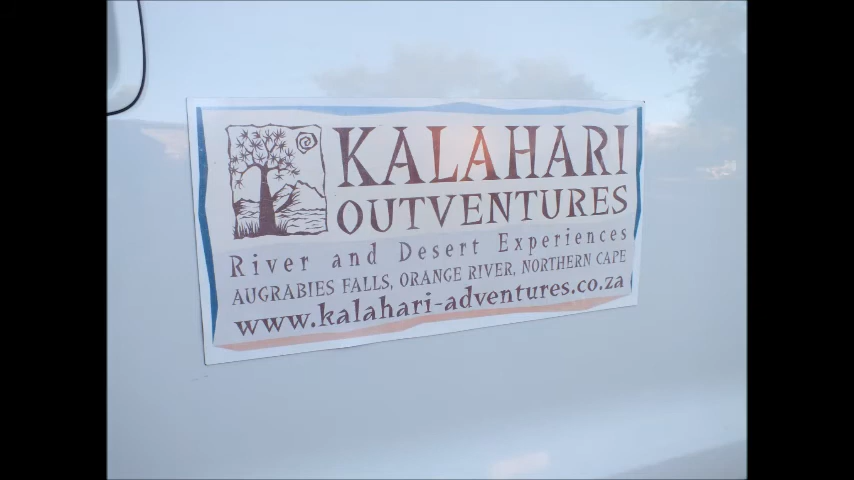 KALAHARI
OUTVENTURES
River and Desert Experiences
AUGRABIES FALLS, ORANGE RIVER, NORTHERN CAPE
www.kalahari-adventures.co.za